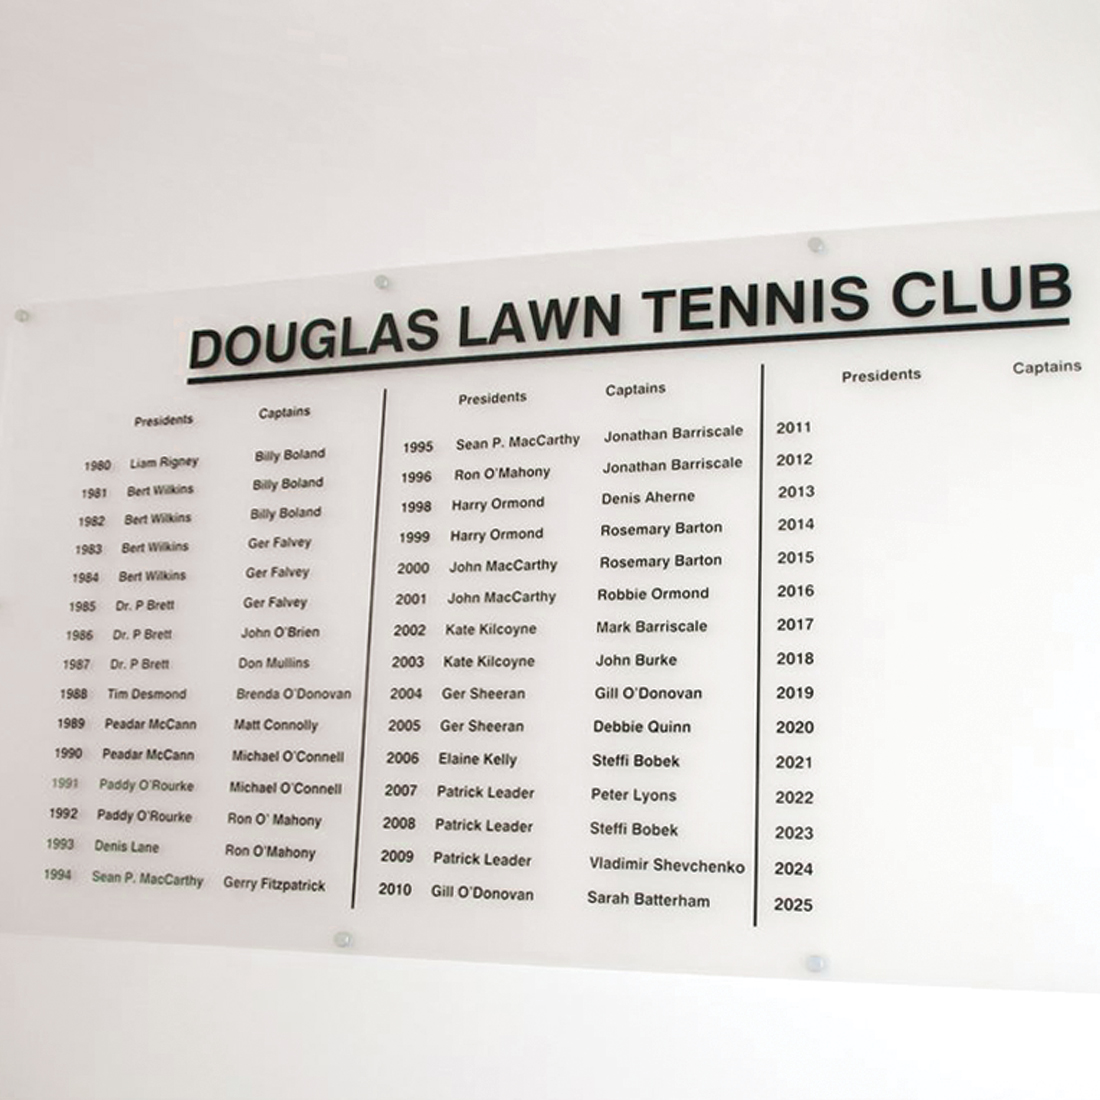 DOUGLAS LAWN TENNIS CLUB
Presidents Captains
1980 Liam Rigney Billy Boland
1981 Bert Wilkins Billy Boland
1982 Bert Wilkins Billy Boland
1983 Bert Wilkins Ger Falvey
1984 Bert Wilkins Ger Falvey
1985 Dr. P Brett Ger Falvey
1986 Dr. P Brett John O'Brien
1987 Dr. P Brett Don Mullins
1988 Tim Desmond Brenda O'Donovan
1989 Peadar McCann Matt Connolly
1990 Peadar McCann Michael O'Connell
1991 Paddy O'Rourke Michael O'Connell
1992 Paddy O'Rourke Ron O' Mahony
1993 Denis Lane Ron O'Mahony
1994 Sean P. MacCarthy Gerry Fitzpatrick
Presidents Captains
1995 Sean P. MacCarthy Jonathan Barriscale
1996 Ron O'Mahony Jonathan Barriscale
1998 Harry Ormond Denis Aherne
1999 Harry Ormond Rosemary Barton
2000 John MacCarthy Rosemary Barton
2001 John MacCarthy Robbie Ormond
2002 Kate Kilcoyne Mark Barriscale
2003 Kate Kilcoyne John Burke
2004 Ger Sheeran Gill O'Donovan
2005 Ger Sheeran Debbie Quinn
2006 Elaine Kelly Steffi Bobek
2007 Patrick Leader Peter Lyons
2008 Patrick Leader Steffi Bobek
2009 Patrick Leader Vladimir Shevchenko
2010 Gill O'Donovan Sarah Batterham
Presidents Captains
2011
2012
2013
2014
2015
2016
2017
2018
2019
2020
2021
2022
2023
2024
2025